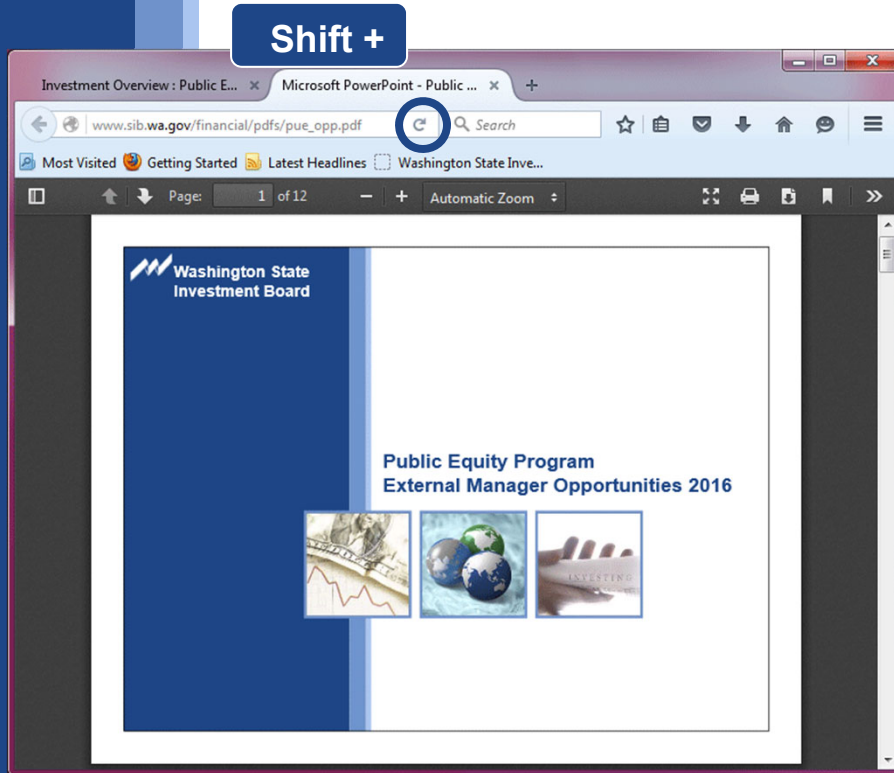 Shift +
Investment Overview : Public E...
Microsoft PowerPoint - Public ...
www.sib.wa.gov/financial/pdfs/pue_opp.pdf
Search
Most Visited
Getting Started
Latest Headlines
Washington State Inve...
Page:
1
of 12
Automatic Zoom
Washington State
Investment Board
Public Equity Program
External Manager Opportunities 2016
INVESTING